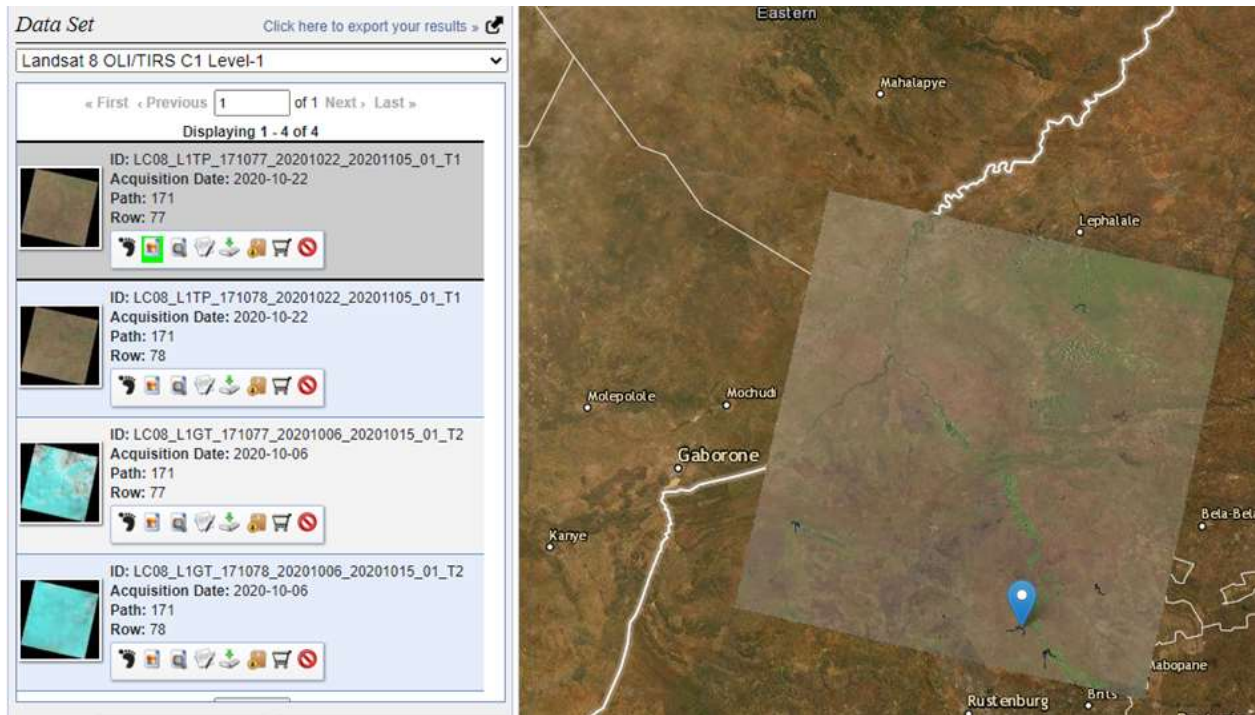 Data Set
Click here to export your results »
Landsat 8 OLI/TIRS C1 Level-1
« First ‹ Previous 1 of 1 Next › Last »
Displaying 1 - 4 of 4
ID: LC08_L1TP_171077_20201022_20201105_01_T1
Acquisition Date: 2020-10-22
Path: 171
Row: 77
ID: LC08_L1TP_171078_20201022_20201105_01_T1
Acquisition Date: 2020-10-22
Path: 171
Row: 78
ID: LC08_L1GT_171077_20201006_20201015_01_T2
Acquisition Date: 2020-10-06
Path: 171
Row: 77
ID: LC08_L1GT_171078_20201006_20201015_01_T2
Acquisition Date: 2020-10-06
Path: 171
Row: 78
Eastern
Mahalapye
Lephalale
Molepolole
Mochudi
Gaborone
Kanye
Bela-Bela
Mabopane
Rustenburg
Brits